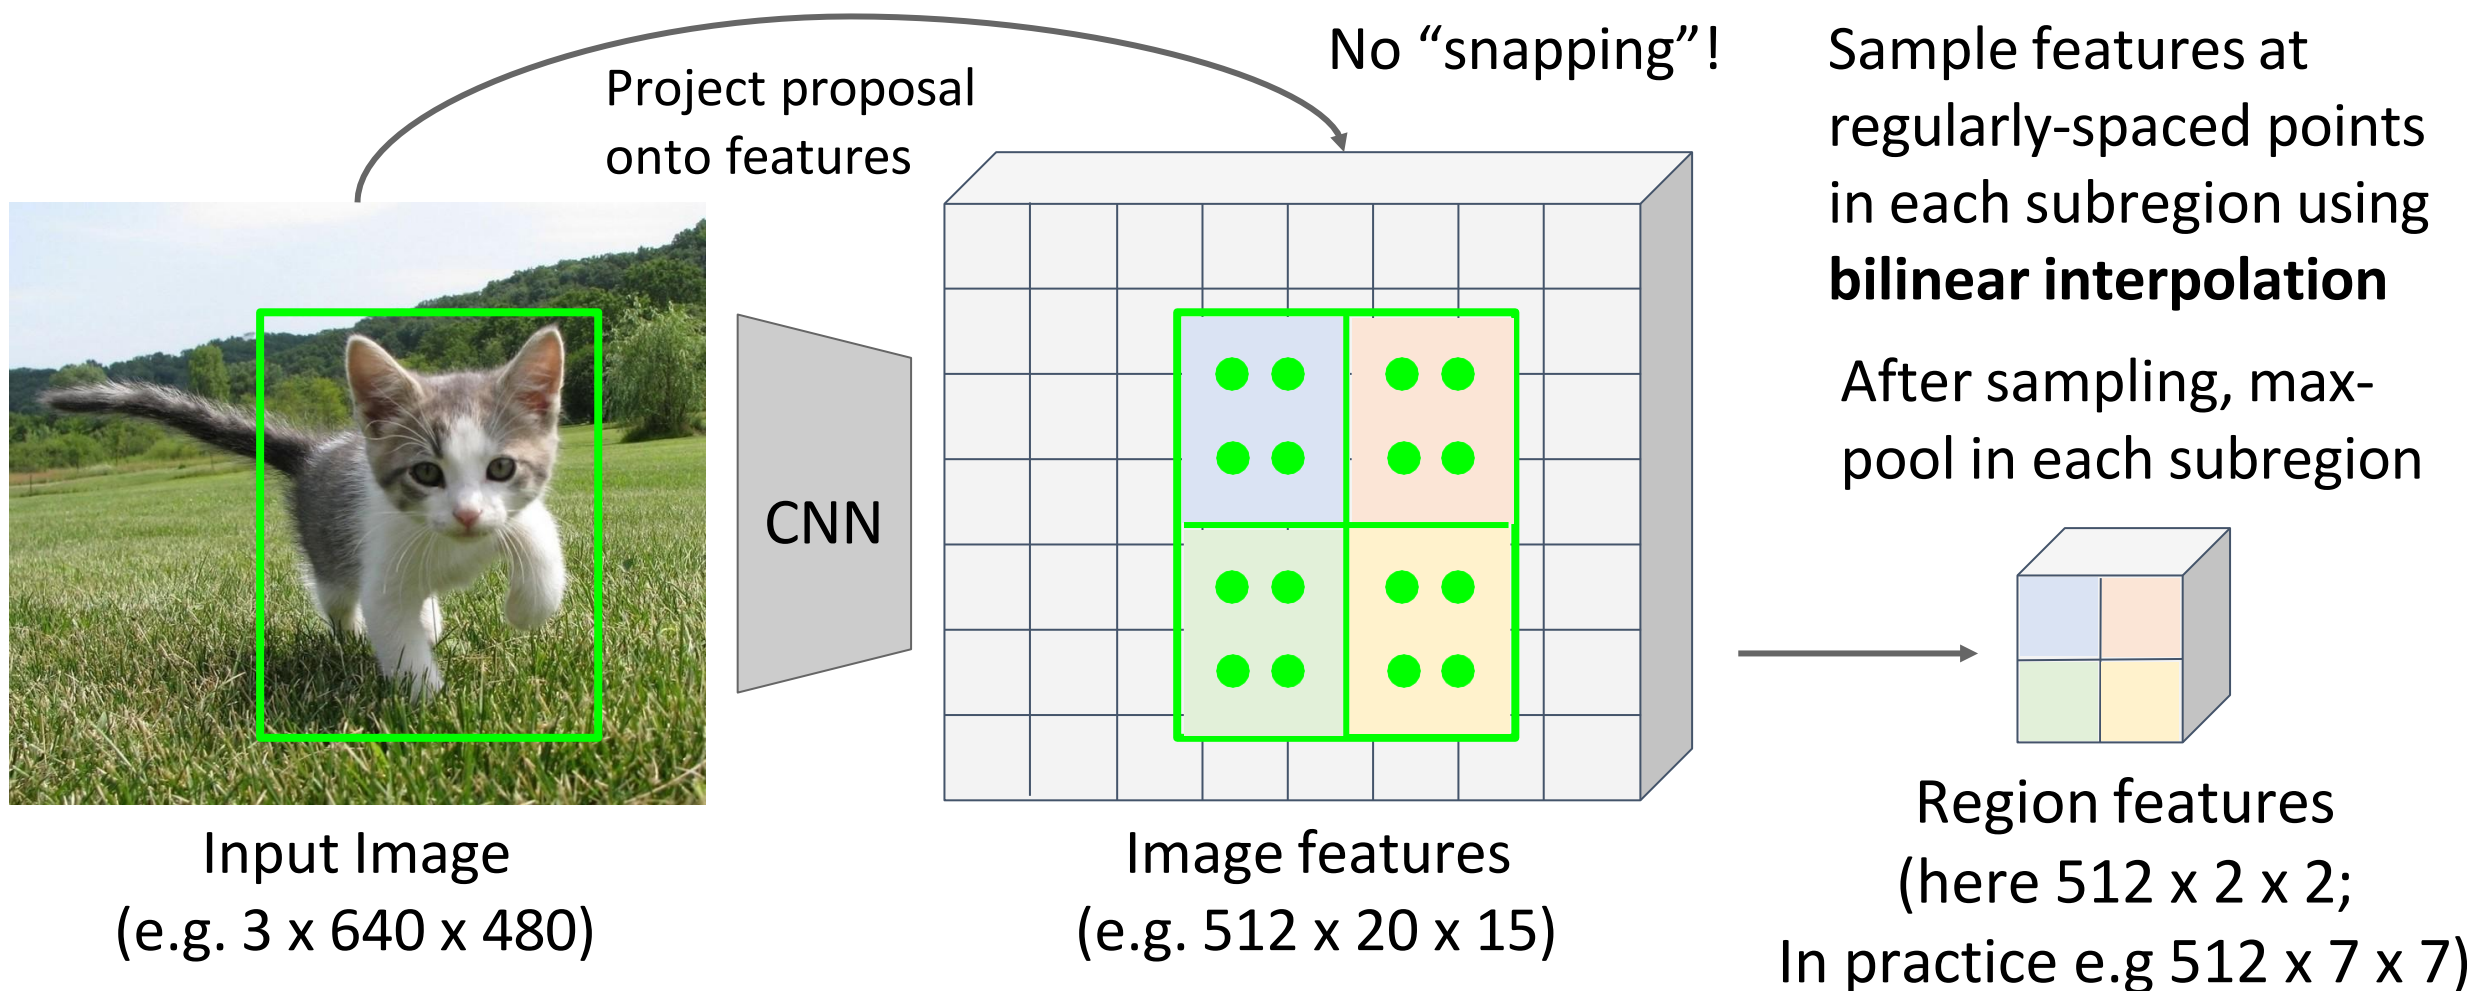 Project proposal
onto features
No “snapping”!
Sample features at
regularly-spaced points
in each subregion using
bilinear interpolation
After sampling, max-
pool in each subregion
CNN
Input Image
(e.g. 3 x 640 x 480)
Image features
(e.g. 512 x 20 x 15)
Region features
(here 512 x 2 x 2;
In practice e.g 512 x 7 x 7)